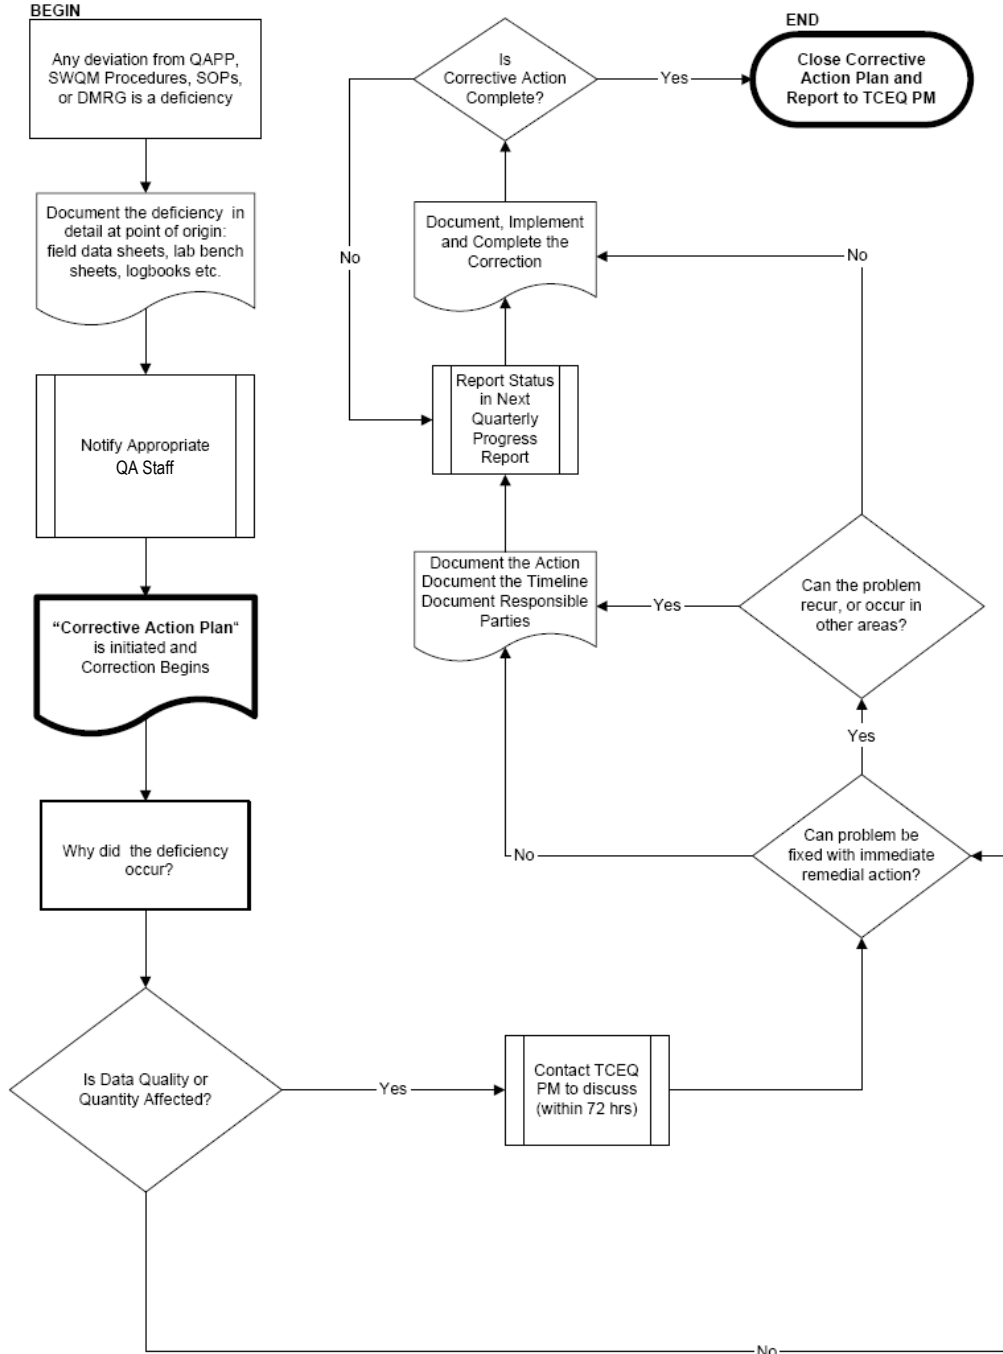 BEGIN
Any deviation from QAPP,
SWQM Procedures, SOPs,
or DMRG is a deficiency
Document the deficiency in
detail at point of origin:
field data sheets, lab bench
sheets, logbooks etc.
Notify Appropriate
QA Staff
“Corrective Action Plan“
is initiated and
Correction Begins
Why did the deficiency
occur?
Is Data Quality or
Quantity Affected?
Yes
No
Contact TCEQ
PM to discuss
(within 72 hrs)
Can problem be
fixed with immediate
remedial action?
No
Yes
Can the problem
recur, or occur in
other areas?
Yes
No
Document the Action
Document the Timeline
Document Responsible
Parties
Report Status
in Next
Quarterly
Progress
Report
Document, Implement
and Complete the
Correction
Is
Corrective Action
Complete?
No
Yes
END
Close Corrective
Action Plan and
Report to TCEQ PM